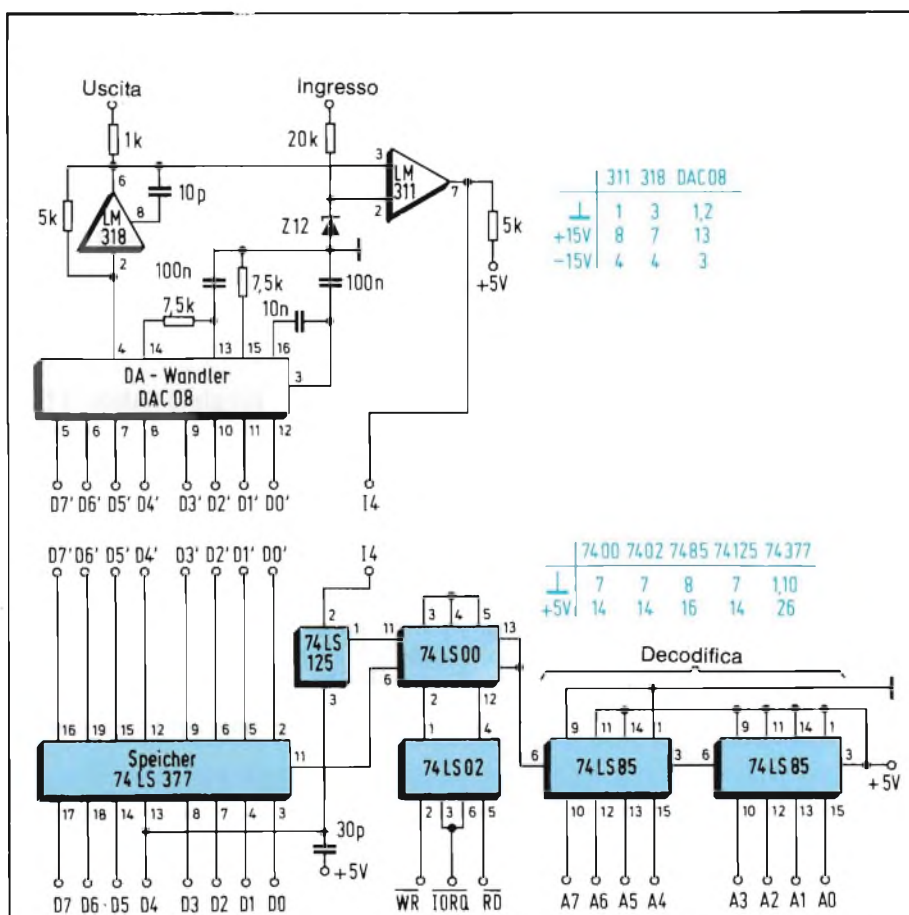 Uscita Ingresso
1k 20k
6 3
10p LM 311 7
8 2
5k LM 318 Z12 5k
2 +5V
100n 7,5k 100n
7,5k 10n
4 14 13 15 16
DA - Wandler
DAC 08 3
5 6 7 8 9 10 11 12
D7' D6' D5' D4' D3' D2' D1' D0' I4
311 318 DAC08
⊥ 1 3 1,2
+15V 8 7 13
-15V 4 4 3
D7' D6' D5' D4' D3' D2' D1' D0' I4
7400 7402 7485 74125 74377
⊥ 7 7 8 7 1,10
+5V 14 14 16 14 26
2 3 4 5
74 LS 125 1 11 74 LS 00 13
6
3 2 12
Decodifica
16 19 15 12 9 6 5 2
1 4 9 11 14 1 9 11 14 1
Speicher
74 LS 377 11
74 LS 02 6 74 LS 85 3 6 74 LS 85 3
+5V
17 18 14 13 8 7 4 3
30p 2 3 6 5 10 12 13 15 10 12 13 15
+5V
D7 D6 D5 D4 D3 D2 D1 D0 WR IORQ RD A7 A6 A5 A4 A3 A2 A1 A0